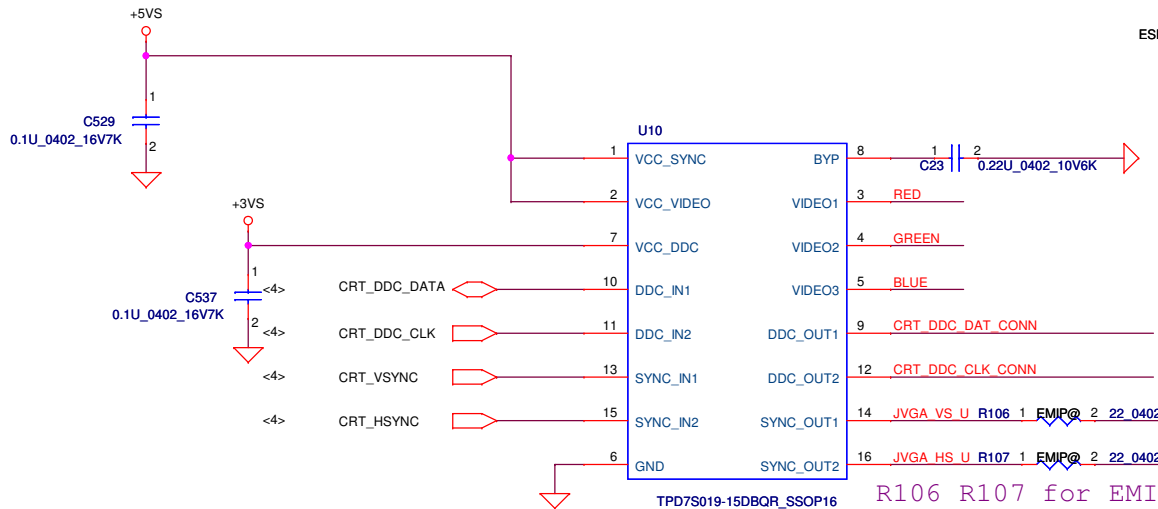 +5VS
ESI
1
C529
0.1U_0402_16V7K
2
U10
1 VCC_SYNC BYP 8 1 2
C23 0.22U_0402_10V6K
2 VCC_VIDEO VIDEO1 3 RED
+3VS
7 VCC_DDC VIDEO2 4 GREEN
1
C537 <4> CRT_DDC_DATA 10 DDC_IN1 VIDEO3 5 BLUE
0.1U_0402_16V7K
2
<4> CRT_DDC_CLK 11 DDC_IN2 DDC_OUT1 9 CRT_DDC_DAT_CONN
<4> CRT_VSYNC 13 SYNC_IN1 DDC_OUT2 12 CRT_DDC_CLK_CONN
<4> CRT_HSYNC 15 SYNC_IN2 SYNC_OUT1 14 JVGA_VS_U R106 1 EMIP@ 2 22_0402
6 GND SYNC_OUT2 16 JVGA_HS_U R107 1 EMIP@ 2 22_0402
TPD7S019-15DBQR_SSOP16
R106 R107 for EMI